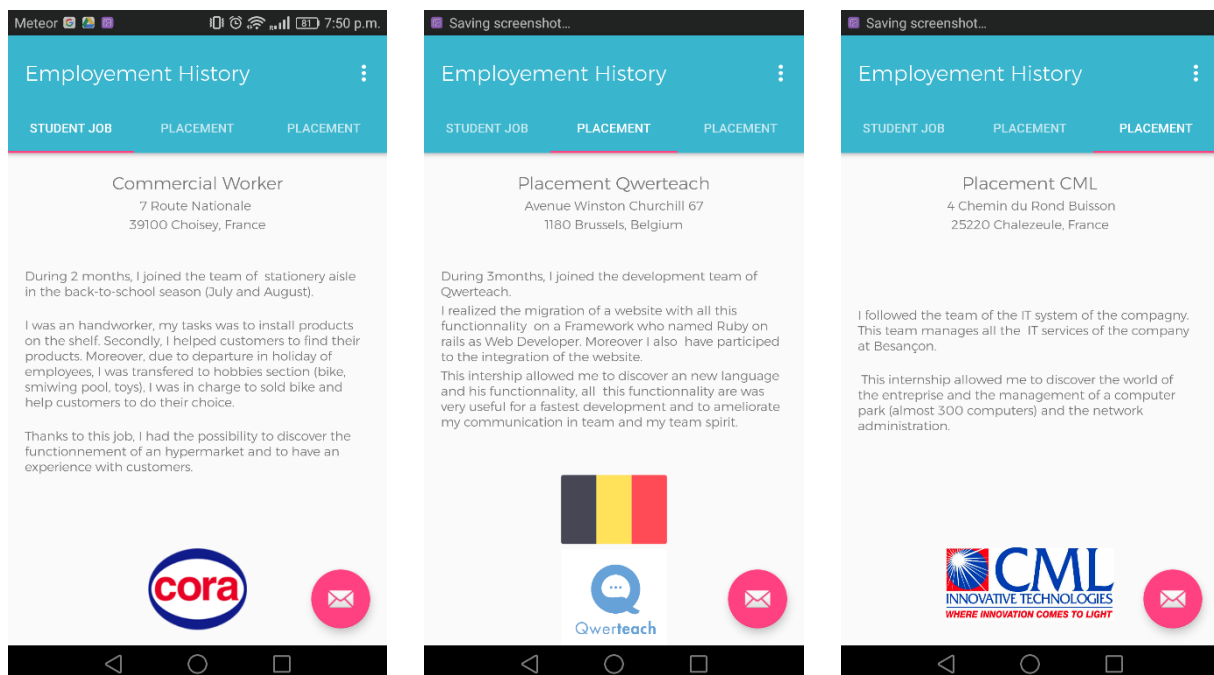 Meteor 81 7:50 p.m.
Employement History
STUDENT JOB PLACEMENT PLACEMENT
Commercial Worker
7 Route Nationale
39100 Choisey, France
During 2 months, I joined the team of stationery aisle
in the back-to-school season (July and August).
I was an handworker, my tasks was to install products
on the shelf. Secondly, I helped customers to find their
products. Moreover, due to departure in holiday of
employees, I was transfered to hobbies section (bike,
smiwing pool, toys), I was in charge to sold bike and
help customers to do their choice.
Thanks to this job, I had the possibility to discover the
functionnement of an hypermarket and to have an
experience with customers.
cora
Saving screenshot...
Employement History
STUDENT JOB PLACEMENT PLACEMENT
Placement Qwerteach
Avenue Winston Churchill 67
1180 Brussels, Belgium
During 3months, I joined the development team of
Qwerteach.
I realized the migration of a website with all this
functionnality on a Framework who named Ruby on
rails as Web Developer. Moreover I also have participed
to the integration of the website.
This intership allowed me to discover an new language
and his functionnality, all this functionnality are was
very useful for a fastest development and to ameliorate
my communication in team and my team spirit.
Qwerteach
Saving screenshot...
Employement History
STUDENT JOB PLACEMENT PLACEMENT
Placement CML
4 Chemin du Rond Buisson
25220 Chalezeule, France
I followed the team of the IT system of the compagny.
This team manages all the IT services of the company
at Besançon.
This internship allowed me to discover the world of
the entreprise and the management of a computer
park (almost 300 computers) and the network
administration.
CML
INNOVATIVE TECHNOLOGIES
WHERE INNOVATION COMES TO LIGHT